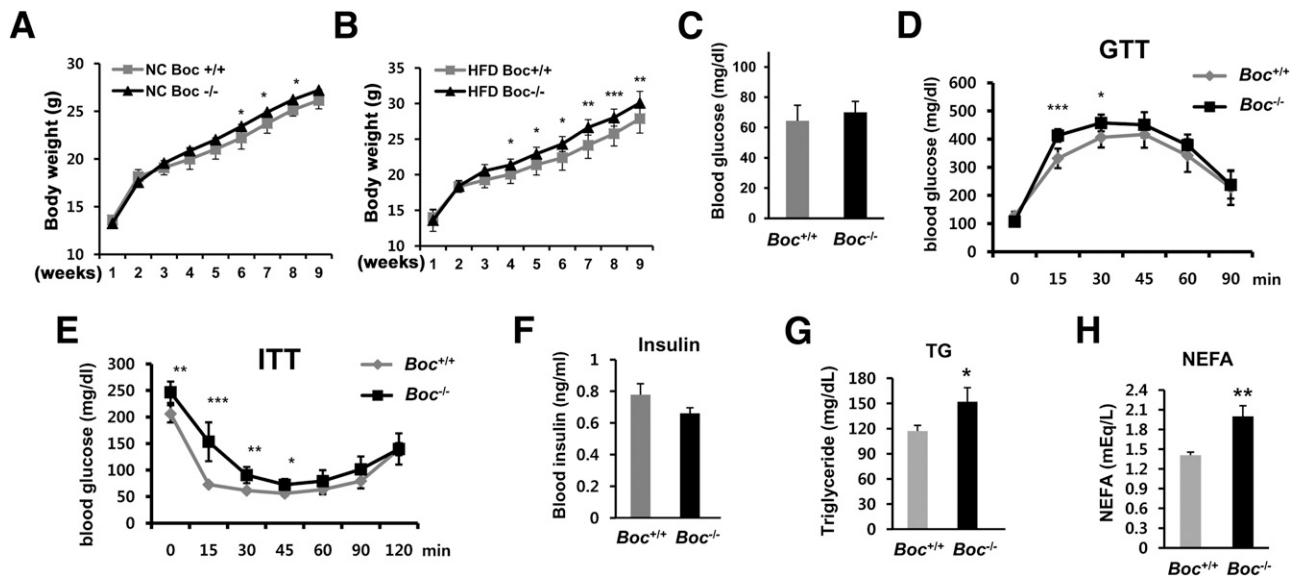 A
Body weight (g)
30
25
20
15
10
NC Boc +/+
NC Boc -/-
* * *
(weeks) 1 2 3 4 5 6 7 8 9
B
Body weight (g)
35
30
25
20
15
10
HFD Boc+/+
HFD Boc-/-
* * * ** *** **
(weeks) 1 2 3 4 5 6 7 8 9
C
Blood glucose (mg/dl)
80
60
40
20
0
Boc+/+ Boc-/-
D
GTT
blood glucose (mg/dl)
600
500
400
300
200
100
0
*** *
Boc+/+
Boc-/-
0 15 30 45 60 90 min
E
ITT
blood glucose (mg/dl)
300
250
200
150
100
50
0
** *** ** *
Boc+/+
Boc-/-
0 15 30 45 60 90 120 min
F
Insulin
Blood insulin (ng/ml)
1
0.8
0.6
0.4
0.2
0
Boc+/+ Boc-/-
G
TG
Triglyceride (mg/dL)
180
150
120
90
60
30
0
*
Boc+/+ Boc-/-
H
NEFA
NEFA (mEq/L)
2.1
1.8
1.5
1.2
0.9
0.6
0.3
0
**
Boc+/+ Boc-/-